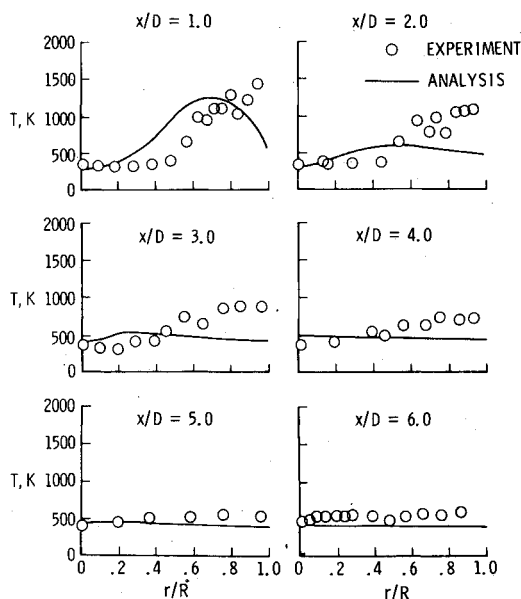 x/D = 1.0
x/D = 2.0
2000
1500
T, K 1000
500
0
EXPERIMENT
ANALYSIS
x/D = 3.0
x/D = 4.0
2000
1500
T, K 1000
500
0
x/D = 5.0
x/D = 6.0
2000
1500
T, K 1000
500
0
0 .2 .4 .6 .8 1.0
0 .2 .4 .6 .8 1.0
r/R
r/R